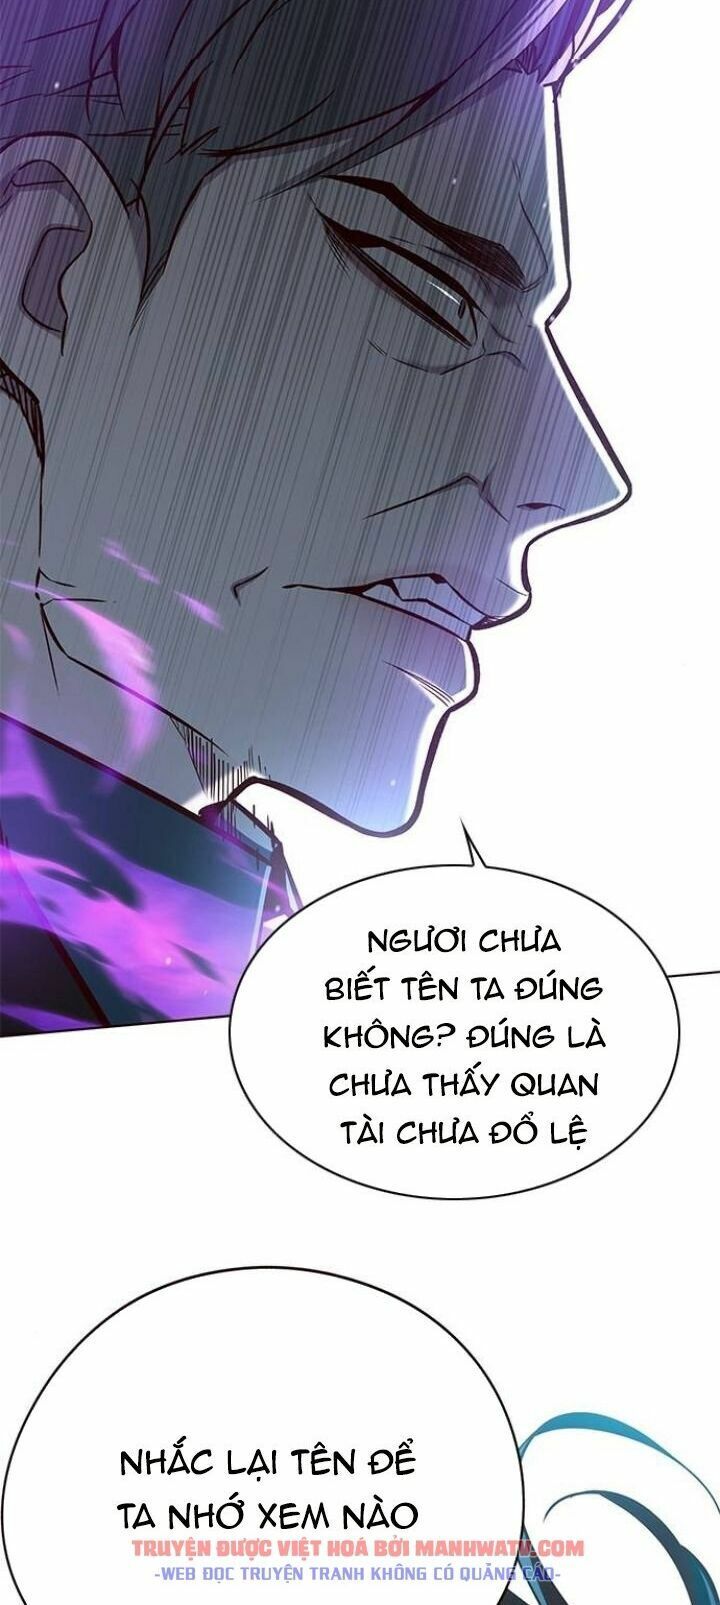 NGƯƠI CHƯA
BIẾT TÊN TA ĐÚNG
KHÔNG? ĐÚNG LÀ
CHƯA THẤY QUAN
TÀI CHƯA ĐỔ LỆ
NHẮC LẠI TÊN ĐỂ
TA NHỚ XEM NÀO
TRUYỆN ĐƯỢC VIỆT HOÁ BỞI MANHWATV.COM
-WEB ĐỌC TRUYỆN TRANH KHÔNG CÓ QUẢNG CÁO-